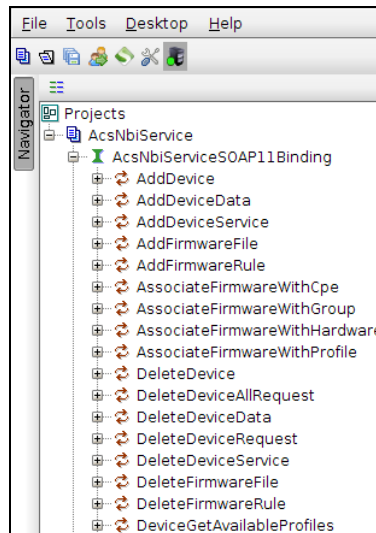 File Tools Desktop Help
Navigator
Projects
AcsNbiService
AcsNbiServiceSOAP11Binding
AddDevice
AddDeviceData
AddDeviceService
AddFirmwareFile
AddFirmwareRule
AssociateFirmwareWithCpe
AssociateFirmwareWithGroup
AssociateFirmwareWithHardware
AssociateFirmwareWithProfile
DeleteDevice
DeleteDeviceAllRequest
DeleteDeviceData
DeleteDeviceRequest
DeleteDeviceService
DeleteFirmwareFile
DeleteFirmwareRule
DeviceGetAvailableProfiles